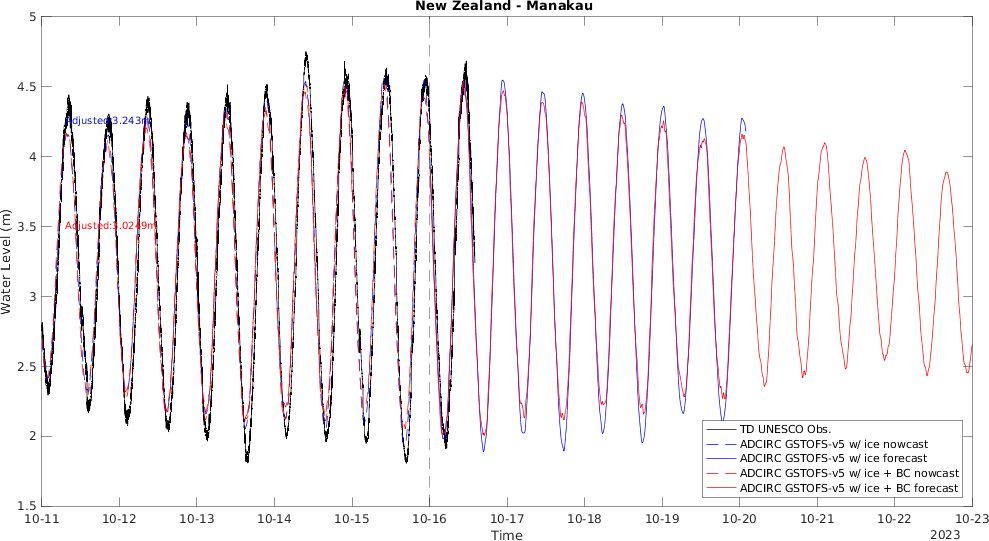 New Zealand - Manakau
5
4.5
4
3.5
3
2.5
2
1.5
Water Level (m)
Adjusted:3.243m
Adjusted:3.0249m
TD UNESCO Obs.
ADCIRC GSTOFS-v5 w/ ice nowcast
ADCIRC GSTOFS-v5 w/ ice forecast
ADCIRC GSTOFS-v5 w/ ice + BC nowcast
ADCIRC GSTOFS-v5 w/ ice + BC forecast
10-11 10-12 10-13 10-14 10-15 10-16 10-17 10-18 10-19 10-20 10-21 10-22 10-23
Time
2023